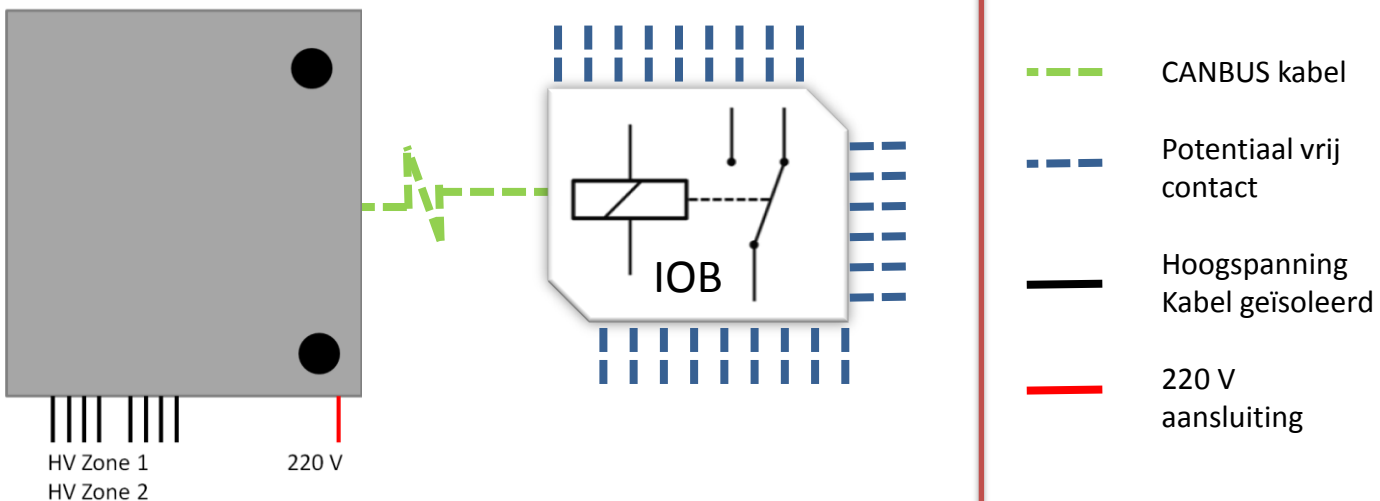 IOB
HV Zone 1
HV Zone 2
220 V
CANBUS kabel
Potentiaal vrij
contact
Hoogspanning
Kabel geïsoleerd
220 V
aansluiting